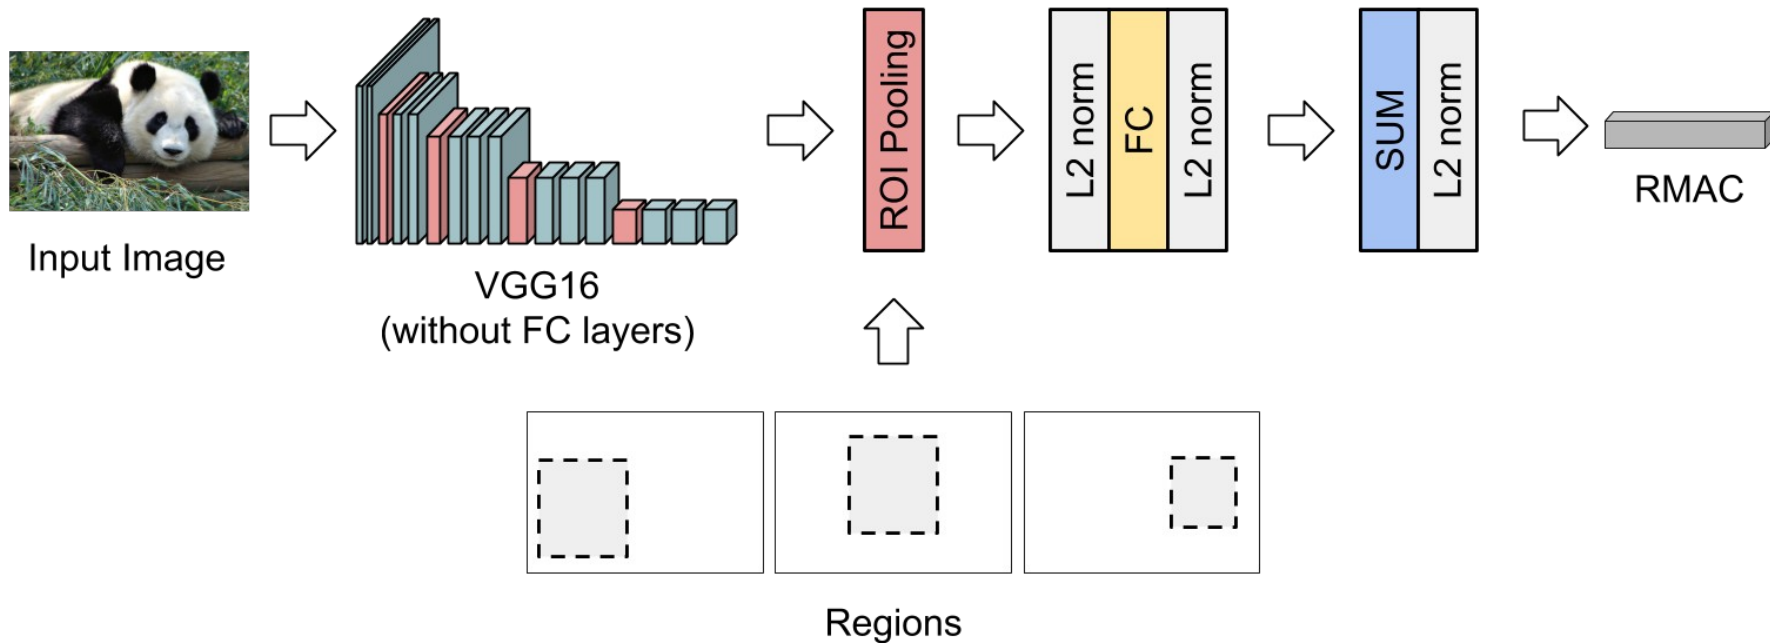 Input Image
VGG16
(without FC layers)
ROI Pooling
L2 norm
FC
L2 norm
SUM
L2 norm
RMAC
Regions